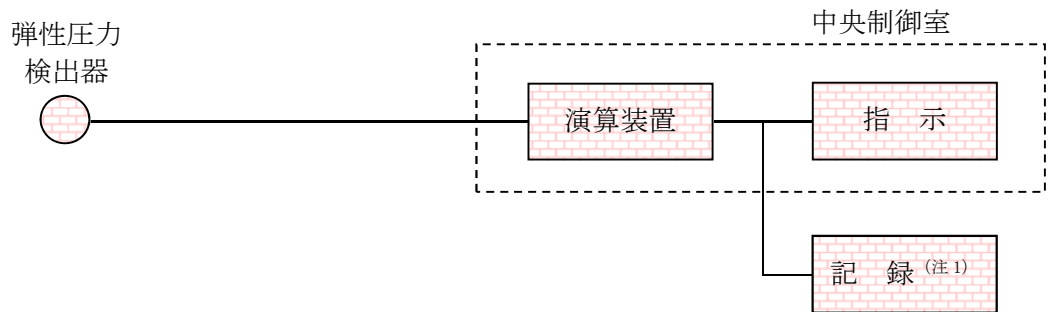 中央制御室
弾性圧力
検出器
演算装置
指 示
記 録 (注 1)